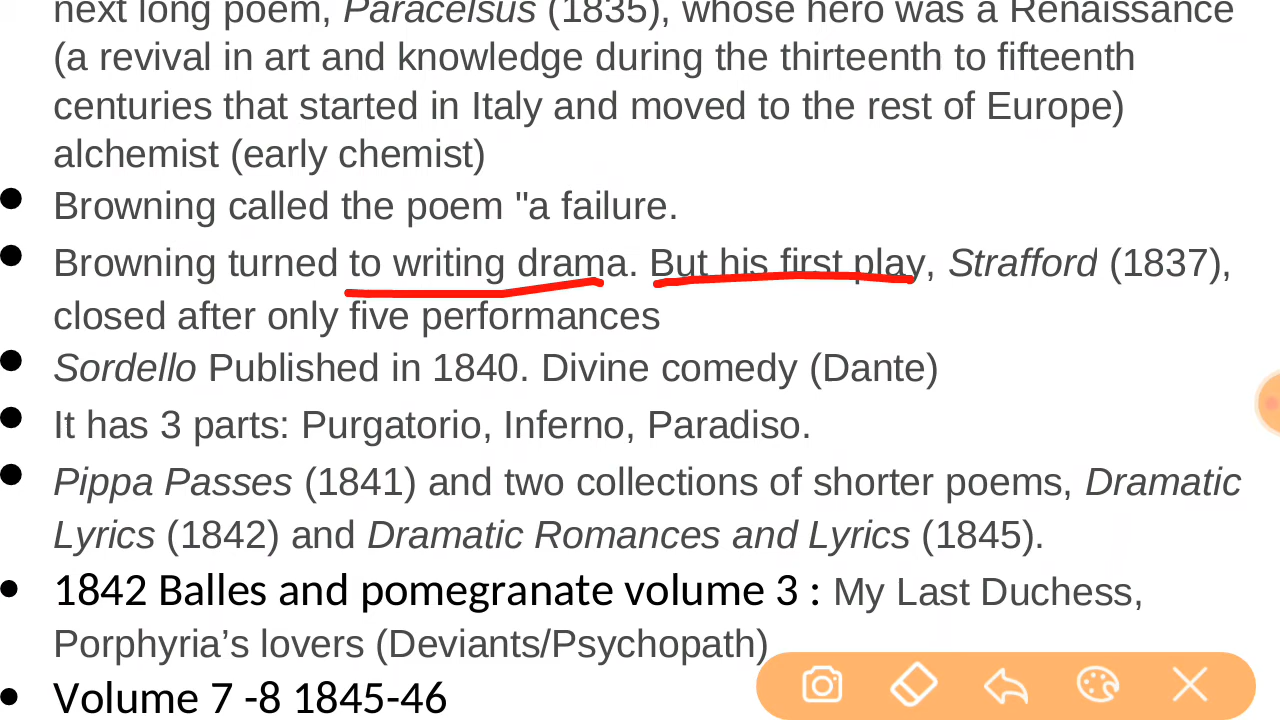 next long poem, Paracelsus (1835), whose hero was a Renaissance
(a revival in art and knowledge during the thirteenth to fifteenth
centuries that started in Italy and moved to the rest of Europe)
alchemist (early chemist)
• Browning called the poem "a failure.
• Browning turned to writing drama. But his first play, Strafford (1837),
closed after only five performances
• Sordello Published in 1840. Divine comedy (Dante)
• It has 3 parts: Purgatorio, Inferno, Paradiso.
• Pippa Passes (1841) and two collections of shorter poems, Dramatic
Lyrics (1842) and Dramatic Romances and Lyrics (1845).
• 1842 Balles and pomegranate volume 3 : My Last Duchess,
Porphyria’s lovers (Deviants/Psychopath)
• Volume 7 -8 1845-46